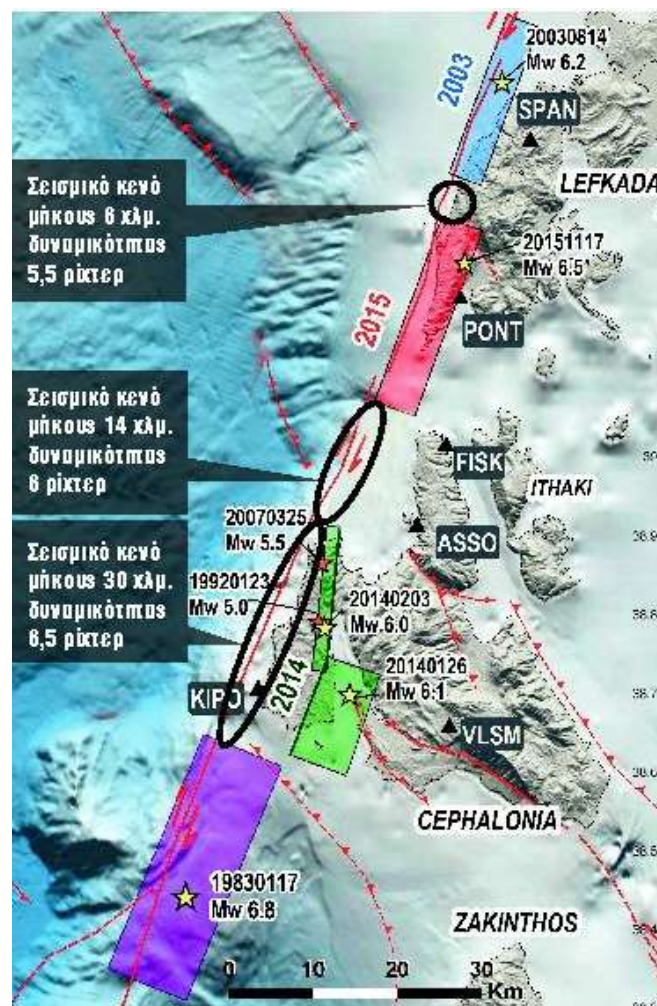 20030814
Mw 6.2
2003
SPAN
LEFKADA
Σεισμικό κενό
μήκους 6 χλμ.
δυναμικότητας
5,5 ρίχτερ
20151117
Mw 6.5
2015
PONT
Σεισμικό κενό
μήκους 14 χλμ.
δυναμικότητας
6 ρίχτερ
FISK
ITHAKI
ASSO
20070325
Mw 5.5
Σεισμικό κενό
μήκους 30 χλμ.
δυναμικότητας
6,5 ρίχτερ
19920123
Mw 5.0
20140203
Mw 6.0
2014
20140126
Mw 6.1
KIPO
VLSM
CEPHALONIA
38.5
19830117
Mw 6.8
ZAKINTHOS
0 10 20 30
Km